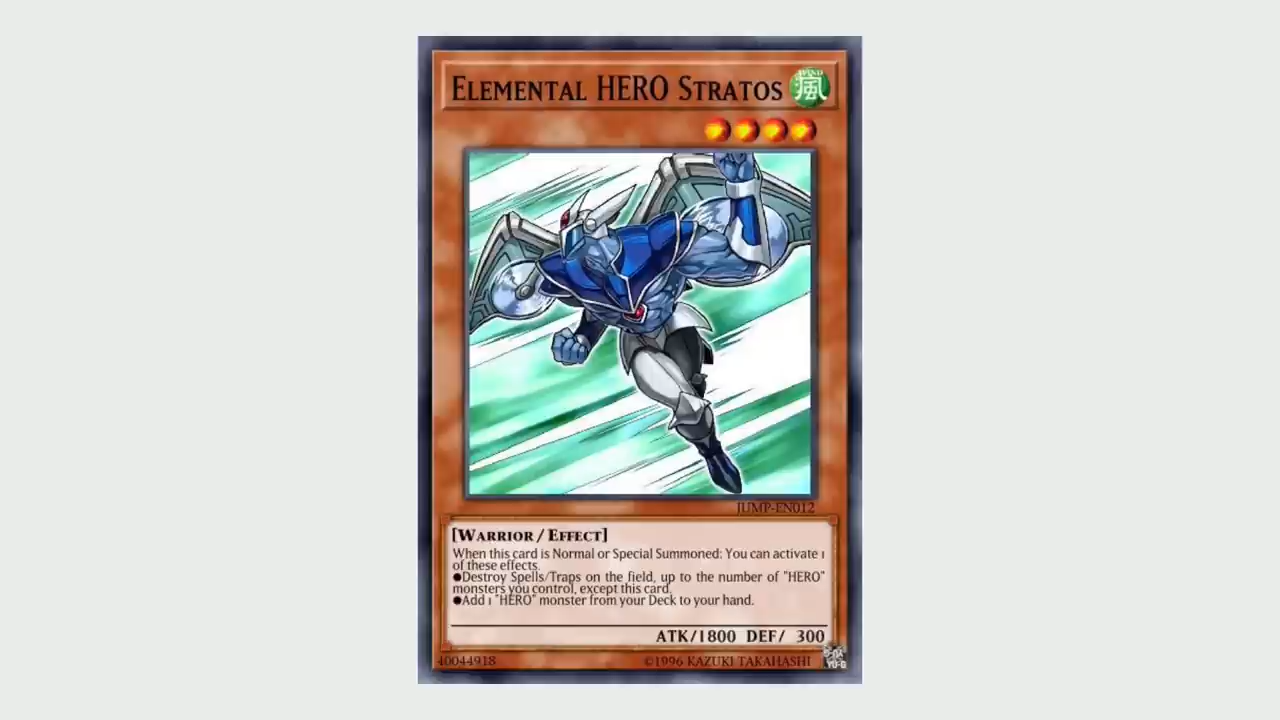 Elemental HERO Stratos
WIND
風
JUMP-EN012
[Warrior / Effect]
When this card is Normal or Special Summoned: You can activate 1
of these effects.
●Destroy Spells/Traps on the field, up to the number of "HERO"
monsters you control, except this card.
●Add 1 "HERO" monster from your Deck to your hand.
ATK/1800 DEF/ 300
40044918
©1996 KAZUKI TAKAHASHI